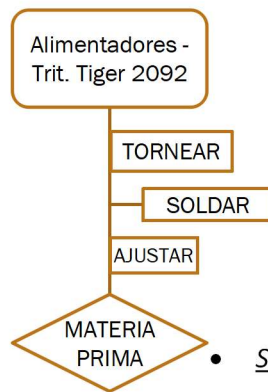 Alimentadores -
Trit. Tiger 2092
TORNEAR
SOLDAR
AJUSTAR
MATERIA
PRIMA